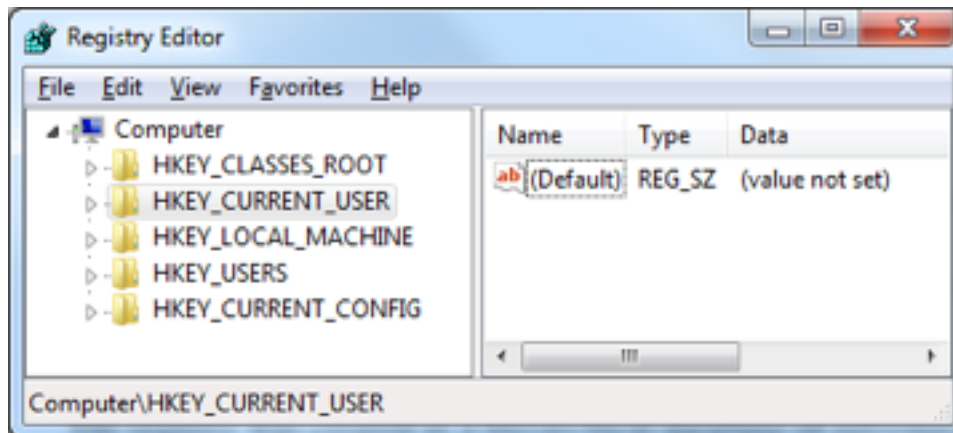 Registry Editor
File Edit View Favorites Help
Computer
HKEY_CLASSES_ROOT
HKEY_CURRENT_USER
HKEY_LOCAL_MACHINE
HKEY_USERS
HKEY_CURRENT_CONFIG
Name Type Data
ab (Default) REG_SZ (value not set)
Computer\HKEY_CURRENT_USER